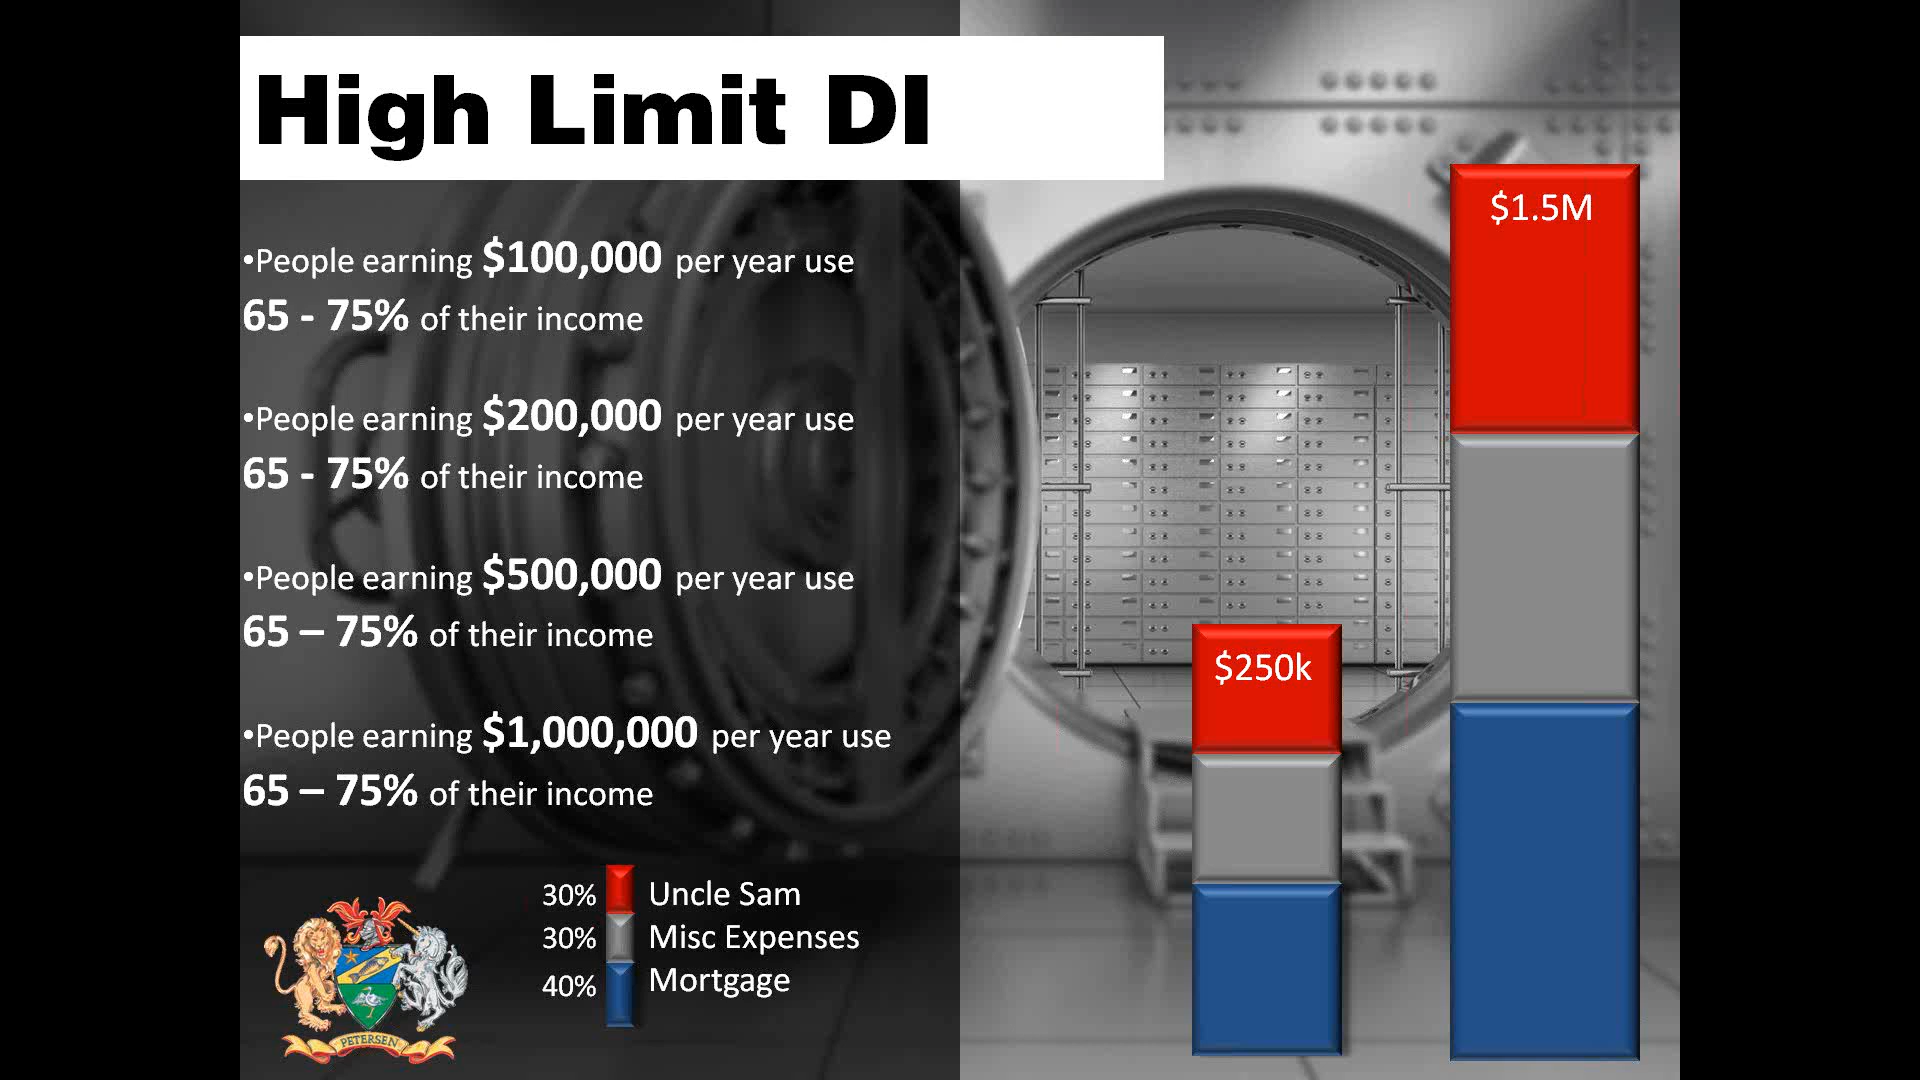 High Limit DI
•People earning $100,000 per year use
65 - 75% of their income
•People earning $200,000 per year use
65 - 75% of their income
•People earning $500,000 per year use
65 – 75% of their income
•People earning $1,000,000 per year use
65 – 75% of their income
30% Uncle Sam
30% Misc Expenses
40% Mortgage
PETERSEN
$250k
$1.5M